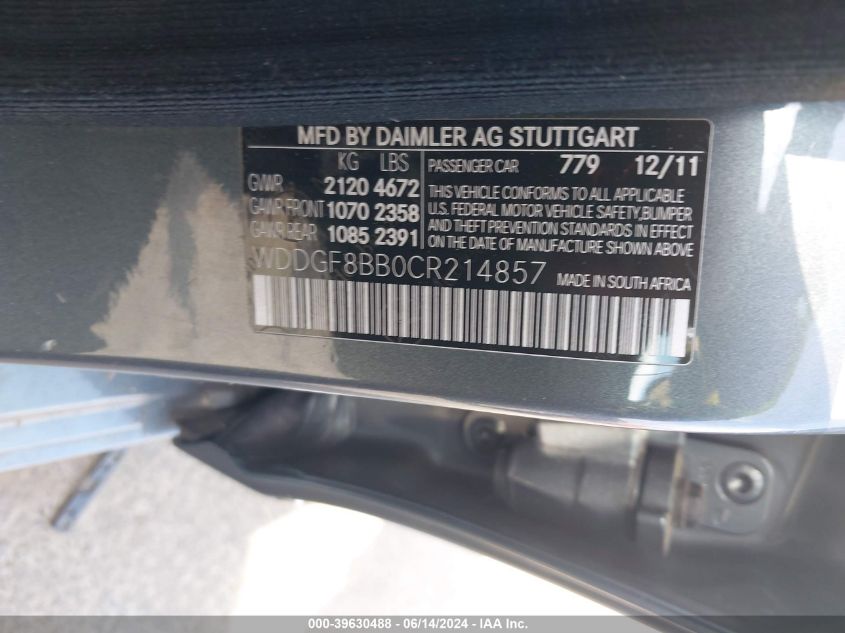 MFD BY DAIMLER AG STUTTGART
KG LBS
GVWR 2120 4672
GAWR FRONT 1070 2358
GAWR REAR 1085 2391
PASSENGER CAR 779 12/11
THIS VEHICLE CONFORMS TO ALL APPLICABLE
U.S. FEDERAL MOTOR VEHICLE SAFETY, BUMPER
AND THEFT PREVENTION STANDARDS IN EFFECT
ON THE DATE OF MANUFACTURE SHOWN ABOVE
WDDGF8BB0CR214857 MADE IN SOUTH AFRICA
000-39630488 - 06/14/2024 - IAA Inc.